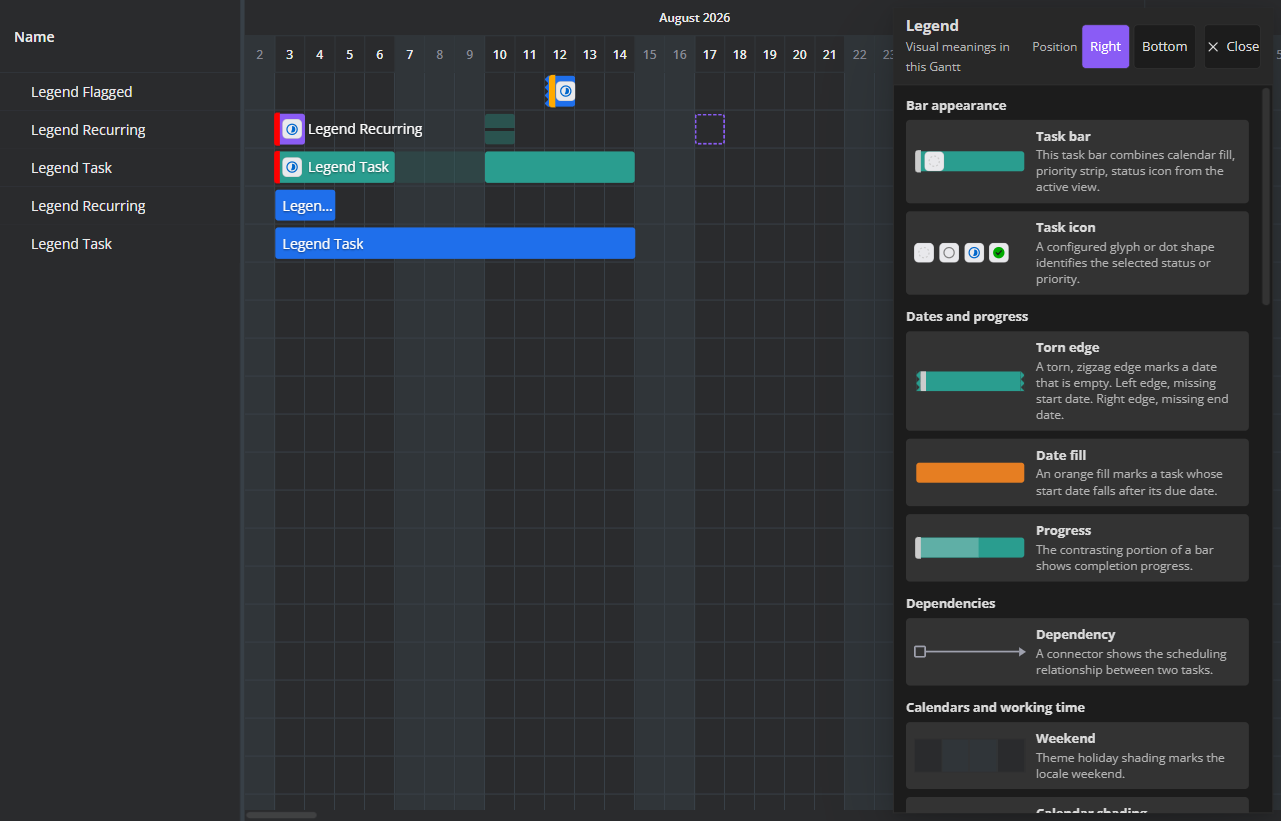 August 2026
Name
2 3 4 5 6 7 8 9 10 11 12 13 14 15 16 17 18 19 20 21 22 23
Legend Flagged
Legend Recurring
Legend Task
Legend Recurring
Legend Task
Legend Recurring
Legend Task
Legen...
Legend Task
Legend
Visual meanings in
this Gantt
Position Right Bottom Close
Bar appearance
Task bar
This task bar combines calendar fill,
priority strip, status icon from the
active view.
Task icon
A configured glyph or dot shape
identifies the selected status or
priority.
Dates and progress
Torn edge
A torn, zigzag edge marks a date
that is empty. Left edge, missing
start date. Right edge, missing end
date.
Date fill
An orange fill marks a task whose
start date falls after its due date.
Progress
The contrasting portion of a bar
shows completion progress.
Dependencies
Dependency
A connector shows the scheduling
relationship between two tasks.
Calendars and working time
Weekend
Theme holiday shading marks the
locale weekend.
Calendar shading